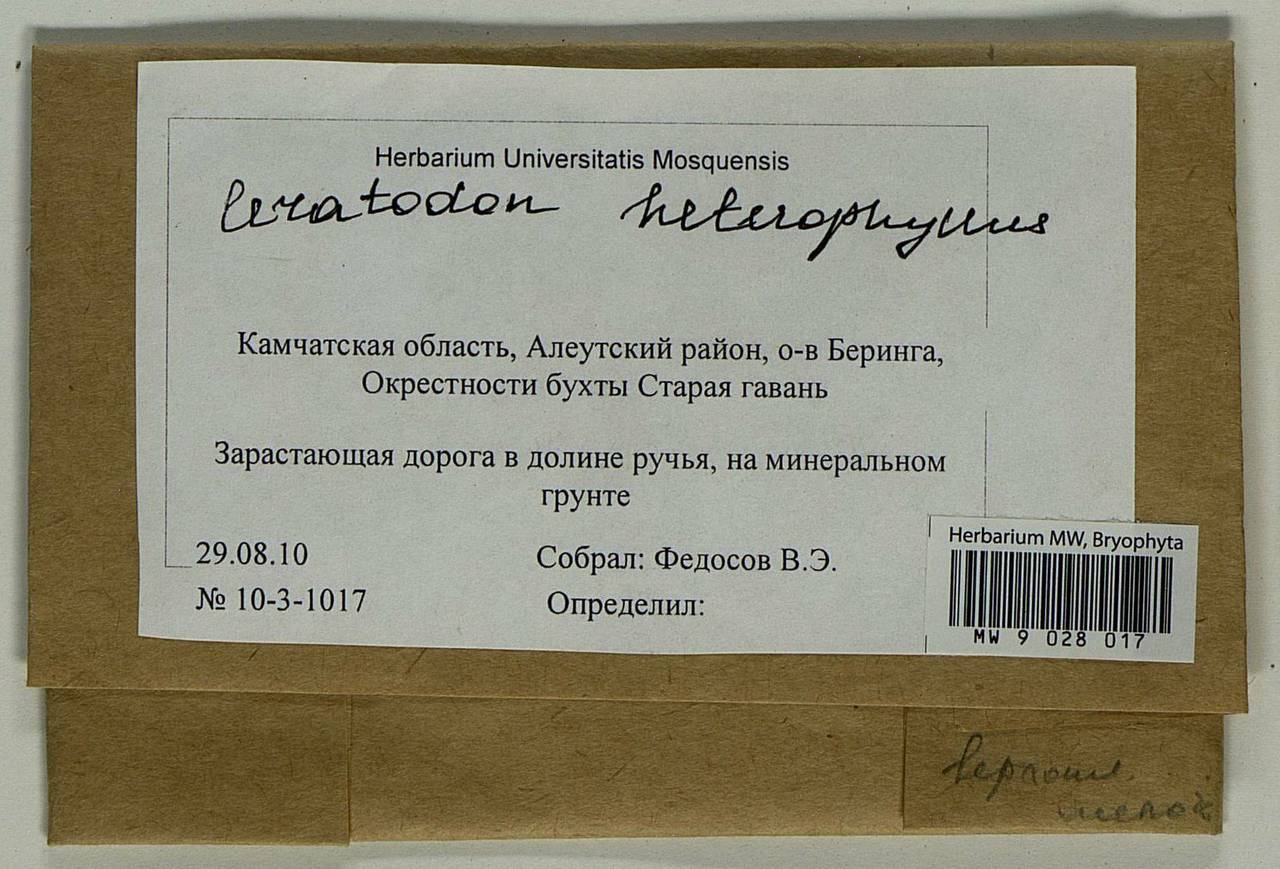 Herbarium Universitatis Mosquensis
Ceratodon heterophyllus
Камчатская область, Алеутский район, о-в Беринга,
Окрестности бухты Старая гавань
Зарастающая дорога в долине ручья, на минеральном
грунте
29.08.10 Собрал: Федосов В.Э.
№ 10-3-1017 Определил:
Herbarium MW, Bryophyta
MW 9 028 017